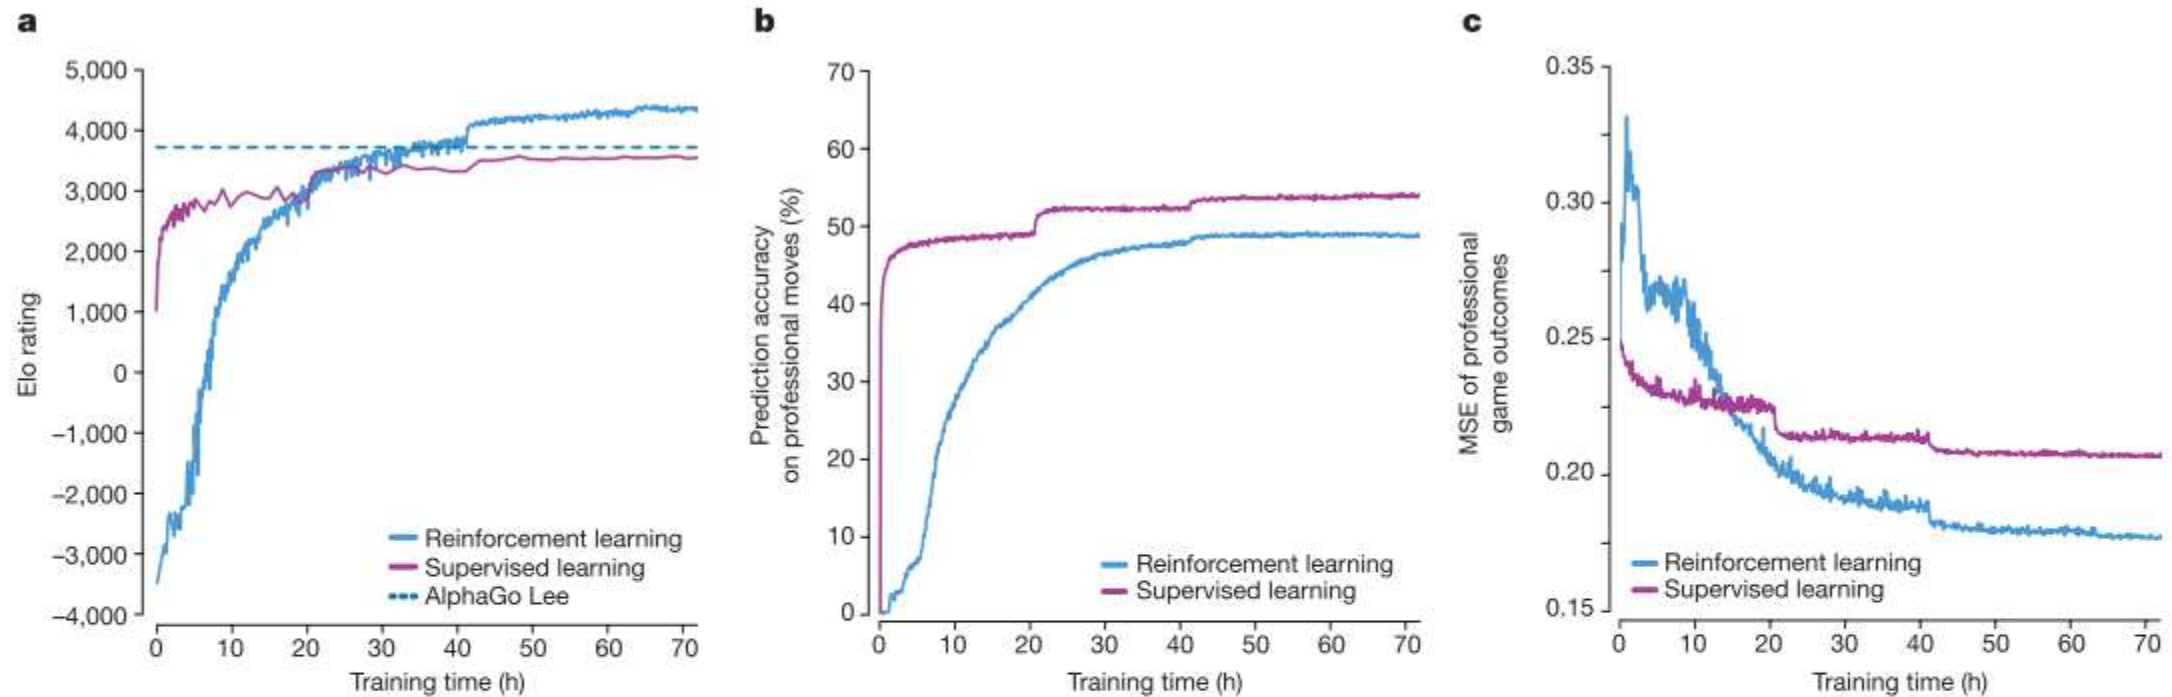 a
5,000
4,000
3,000
2,000
1,000
0
–1,000
–2,000
–3,000
–4,000
Elo rating
0 10 20 30 40 50 60 70
Training time (h)
Reinforcement learning
Supervised learning
AlphaGo Lee
b
70
60
50
40
30
20
10
0
Prediction accuracy
on professional moves (%)
0 10 20 30 40 50 60 70
Training time (h)
Reinforcement learning
Supervised learning
c
0.35
0.30
0.25
0.20
0.15
MSE of professional
game outcomes
0 10 20 30 40 50 60 70
Training time (h)
Reinforcement learning
Supervised learning